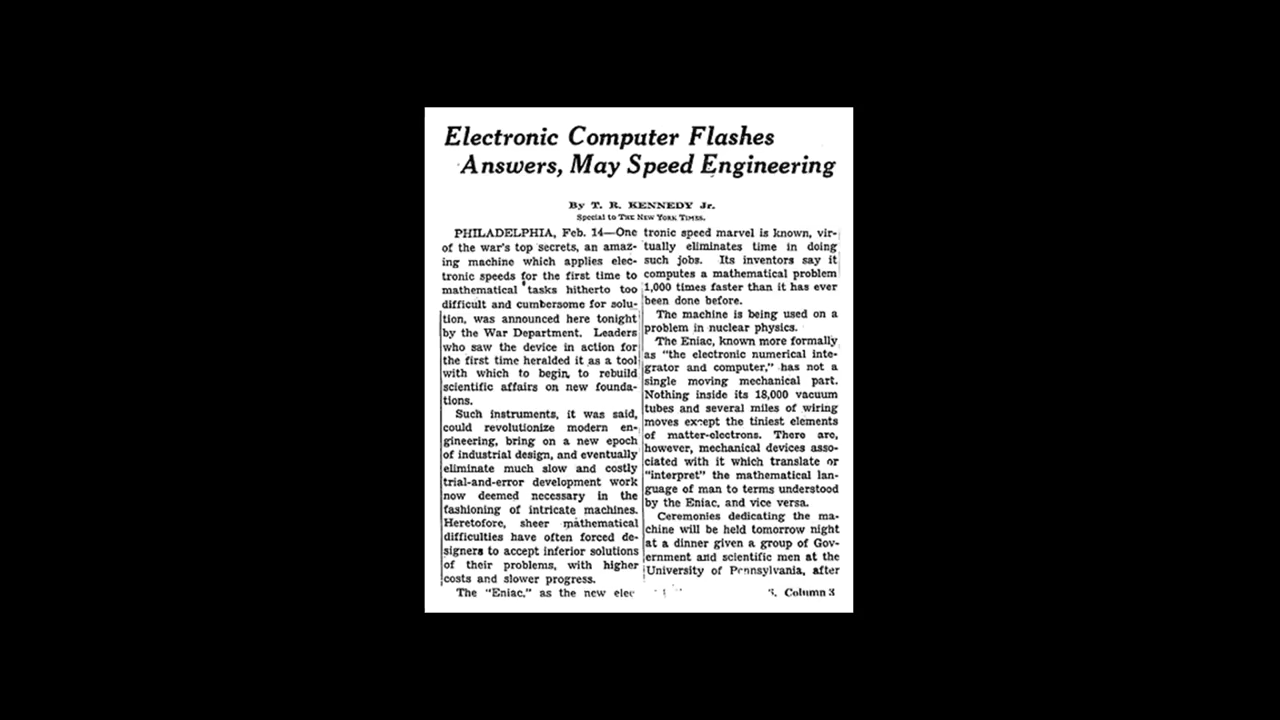 Electronic Computer Flashes
Answers, May Speed Engineering
By T. R. KENNEDY Jr.
Special to THE NEW YORK TIMES.
PHILADELPHIA, Feb. 14—One
of the war's top secrets, an amaz-
ing machine which applies elec-
tronic speeds for the first time to
mathematical tasks hitherto too
difficult and cumbersome for solu-
tion, was announced here tonight
by the War Department. Leaders
who saw the device in action for
the first time heralded it as a tool
with which to begin to rebuild
scientific affairs on new founda-
tions.
Such instruments, it was said,
could revolutionize modern en-
gineering, bring on a new epoch
of industrial design, and eventually
eliminate much slow and costly
trial-and-error development work
now deemed necessary in the
fashioning of intricate machines.
Heretofore, sheer mathematical
difficulties have often forced de-
signers to accept inferior solutions
of their problems, with higher
costs and slower progress.
The "Eniac," as the new elec
tronic speed marvel is known, vir-
tually eliminates time in doing
such jobs. Its inventors say it
computes a mathematical problem
1,000 times faster than it has ever
been done before.
The machine is being used on a
problem in nuclear physics.
The Eniac, known more formally
as "the electronic numerical inte-
grator and computer," has not a
single moving mechanical part.
Nothing inside its 18,000 vacuum
tubes and several miles of wiring
moves except the tiniest elements
of matter-electrons. There are,
however, mechanical devices asso-
ciated with it which translate or
"interpret" the mathematical lan-
guage of man to terms understood
by the Eniac, and vice versa.
Ceremonies dedicating the ma-
chine will be held tomorrow night
at a dinner given a group of Gov-
ernment and scientific men at the
University of Pennsylvania, after
Column 3